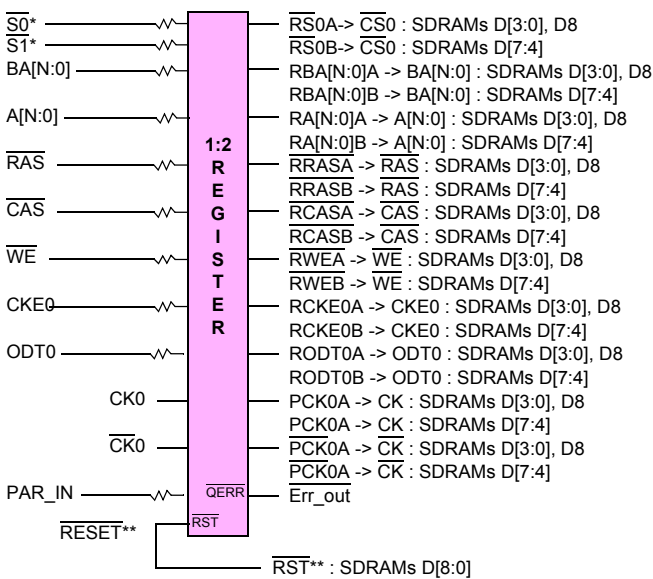 S0*
S1*
BA[N:0]
A[N:0]
RAS
CAS
WE
CKE0
ODT0
CK0
CK0
PAR_IN
RESET**
1:2
R
E
G
I
S
T
E
R
QERR
RST
RS0A-> CS0 : SDRAMs D[3:0], D8
RS0B-> CS0 : SDRAMs D[7:4]
RBA[N:0]A -> BA[N:0] : SDRAMs D[3:0], D8
RBA[N:0]B -> BA[N:0] : SDRAMs D[7:4]
RA[N:0]A -> A[N:0] : SDRAMs D[3:0], D8
RA[N:0]B -> A[N:0] : SDRAMs D[7:4]
RRASA -> RAS : SDRAMs D[3:0], D8
RRASB -> RAS : SDRAMs D[7:4]
RCASA -> CAS : SDRAMs D[3:0], D8
RCASB -> CAS : SDRAMs D[7:4]
RWEA -> WE : SDRAMs D[3:0], D8
RWEB -> WE : SDRAMs D[7:4]
RCKE0A -> CKE0 : SDRAMs D[3:0], D8
RCKE0B -> CKE0 : SDRAMs D[7:4]
RODT0A -> ODT0 : SDRAMs D[3:0], D8
RODT0B -> ODT0 : SDRAMs D[7:4]
PCK0A -> CK : SDRAMs D[3:0], D8
PCK0A -> CK : SDRAMs D[7:4]
PCK0A -> CK : SDRAMs D[3:0], D8
PCK0A -> CK : SDRAMs D[7:4]
Err_out
RST** : SDRAMs D[8:0]